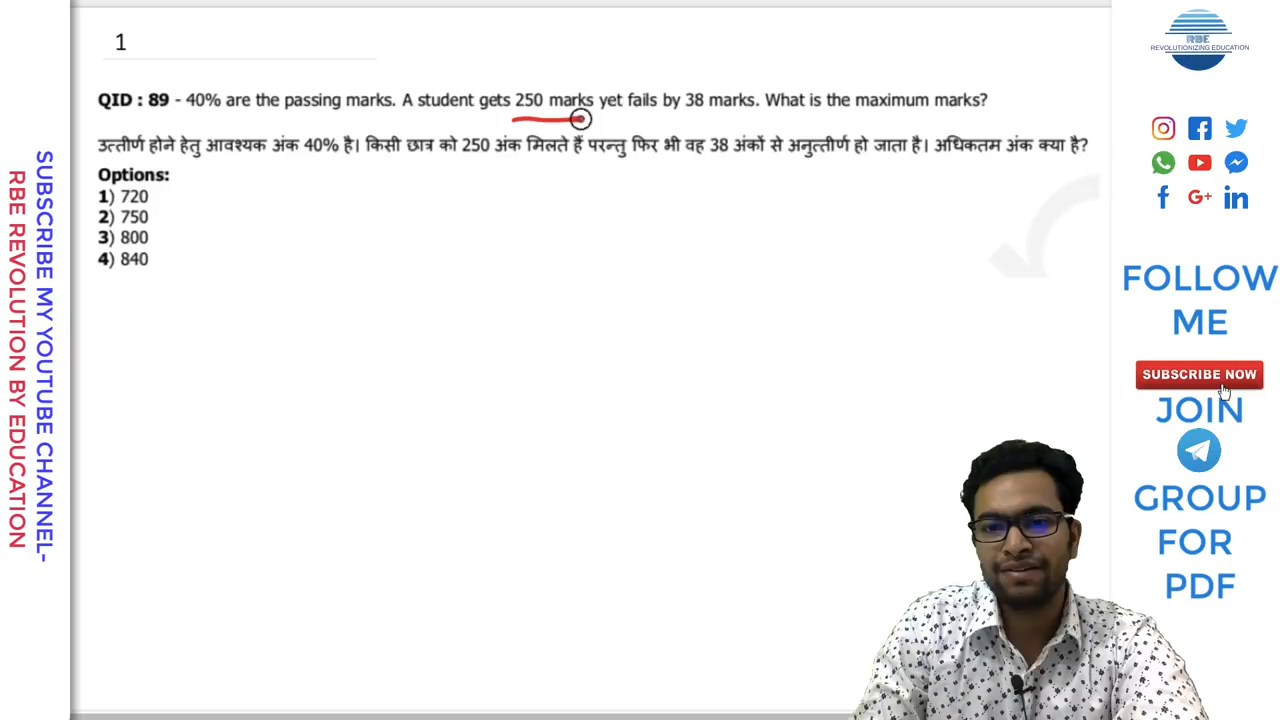 1
QID : 89 - 40% are the passing marks. A student gets 250 marks yet fails by 38 marks. What is the maximum marks?
उत्तीर्ण होने हेतु आवश्यक अंक 40% है। किसी छात्र को 250 अंक मिलते हैं परन्तु फिर भी वह 38 अंकों से अनुत्तीर्ण हो जाता है। अधिकतम अंक क्या है?
Options:
1) 720
2) 750
3) 800
4) 840
SUBSCRIBE MY YOUTUBE CHANNEL-
RBE REVOLUTION BY EDUCATION
RBE
REVOLUTIONIZING EDUCATION
FOLLOW
ME
SUBSCRIBE NOW
JOIN
GROUP
FOR
PDF